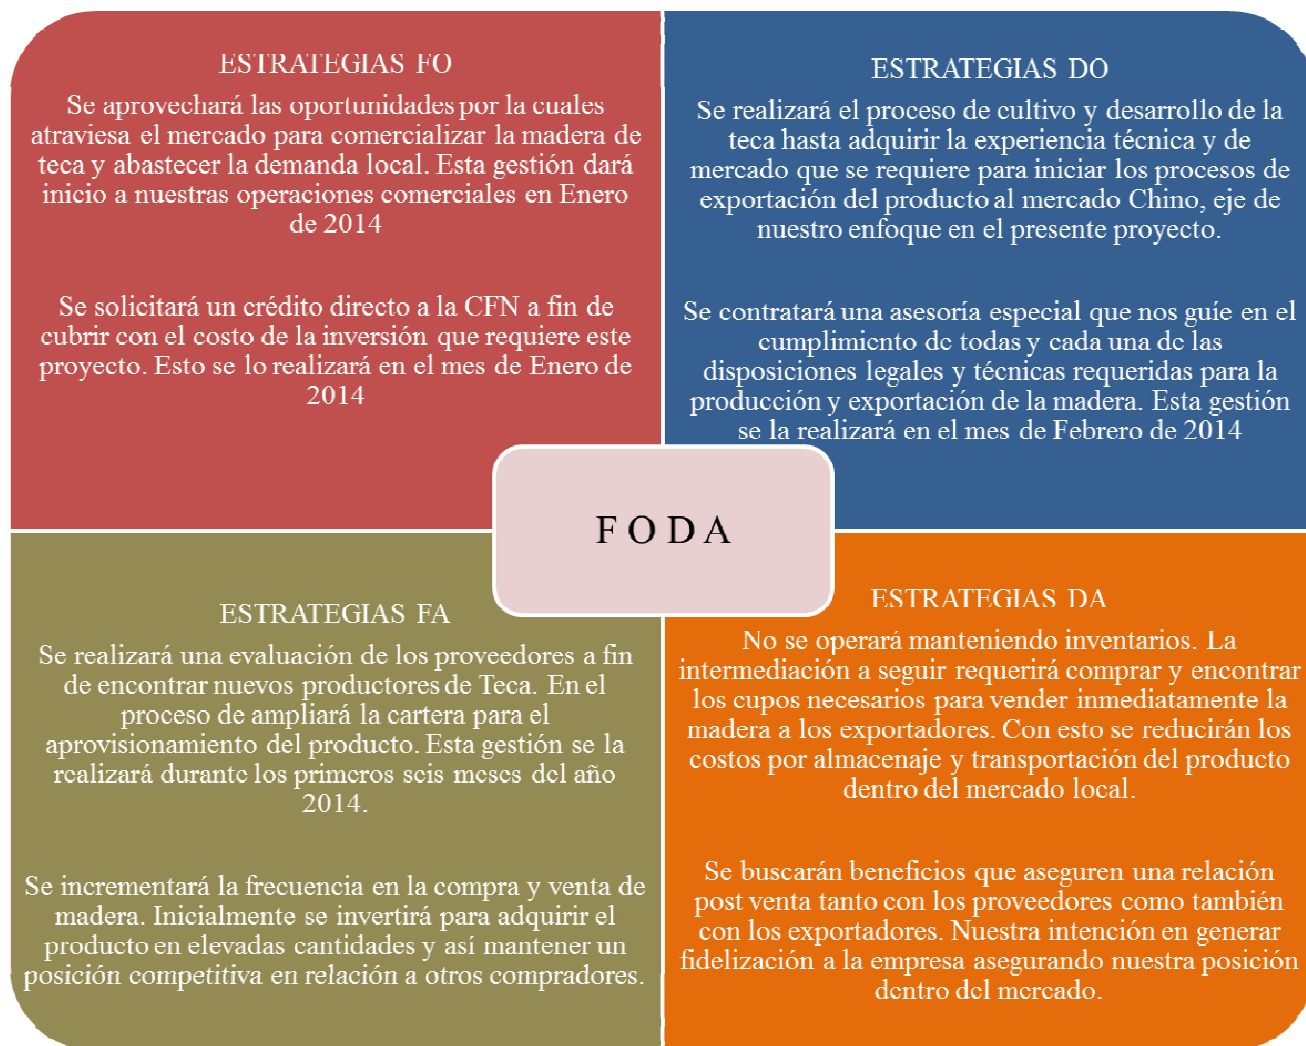 ESTRATEGIAS FO
Se aprovechará las oportunidades por la cuales
atraviesa el mercado para comercializar la madera de
teca y abastecer la demanda local. Esta gestión dará
inicio a nuestras operaciones comerciales en Enero
de 2014
Se solicitará un crédito directo a la CFN a fin de
cubrir con el costo de la inversión que requiere este
proyecto. Esto se lo realizará en el mes de Enero de
2014
ESTRATEGIAS DO
Se realizará el proceso de cultivo y desarrollo de la
teca hasta adquirir la experiencia técnica y de
mercado que se requiere para iniciar los procesos de
exportación del producto al mercado Chino, eje de
nuestro enfoque en el presente proyecto.
Se contratará una asesoría especial que nos guíe en el
cumplimiento de todas y cada una de las
disposiciones legales y técnicas requeridas para la
producción y exportación de la madera. Esta gestión
se la realizará en el mes de Febrero de 2014
F O D A
ESTRATEGIAS FA
Se realizará una evaluación de los proveedores a fin
de encontrar nuevos productores de Teca. En el
proceso de ampliará la cartera para el
aprovisionamiento del producto. Esta gestión se la
realizará durante los primeros seis meses del año
2014.
Se incrementará la frecuencia en la compra y venta de
madera. Inicialmente se invertirá para adquirir el
producto en elevadas cantidades y así mantener un
posición competitiva en relación a otros compradores.
ESTRATEGIAS DA
No se operará manteniendo inventarios. La
intermediación a seguir requerirá comprar y encontrar
los cupos necesarios para vender inmediatamente la
madera a los exportadores. Con esto se reducirán los
costos por almacenaje y transportación del producto
dentro del mercado local.
Se buscarán beneficios que aseguren una relación
post venta tanto con los proveedores como también
con los exportadores. Nuestra intención en generar
fidelización a la empresa asegurando nuestra posición
dentro del mercado.